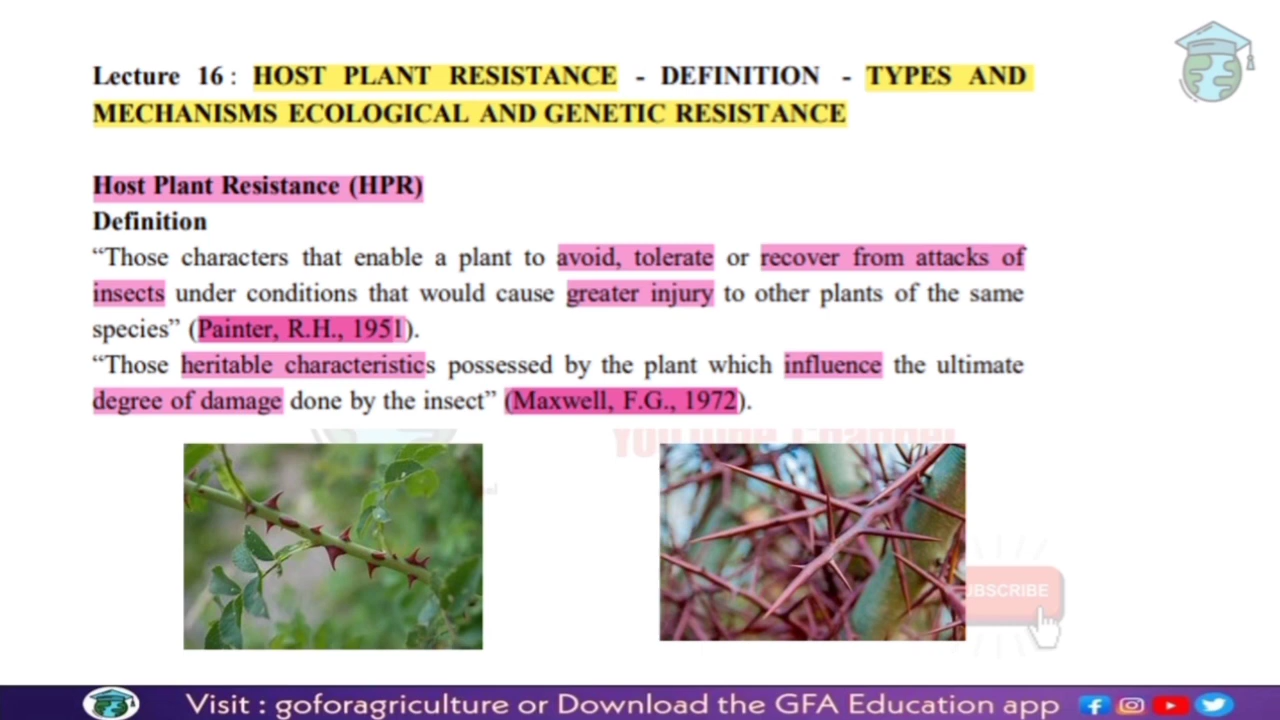 Lecture 16 : HOST PLANT RESISTANCE - DEFINITION - TYPES AND
MECHANISMS ECOLOGICAL AND GENETIC RESISTANCE
Host Plant Resistance (HPR)
Definition
“Those characters that enable a plant to avoid, tolerate or recover from attacks of
insects under conditions that would cause greater injury to other plants of the same
species” (Painter, R.H., 1951).
“Those heritable characteristics possessed by the plant which influence the ultimate
degree of damage done by the insect” (Maxwell, F.G., 1972).
YouTube Channel
UBSCRIBE
Visit : goforagriculture or Download the GFA Education app